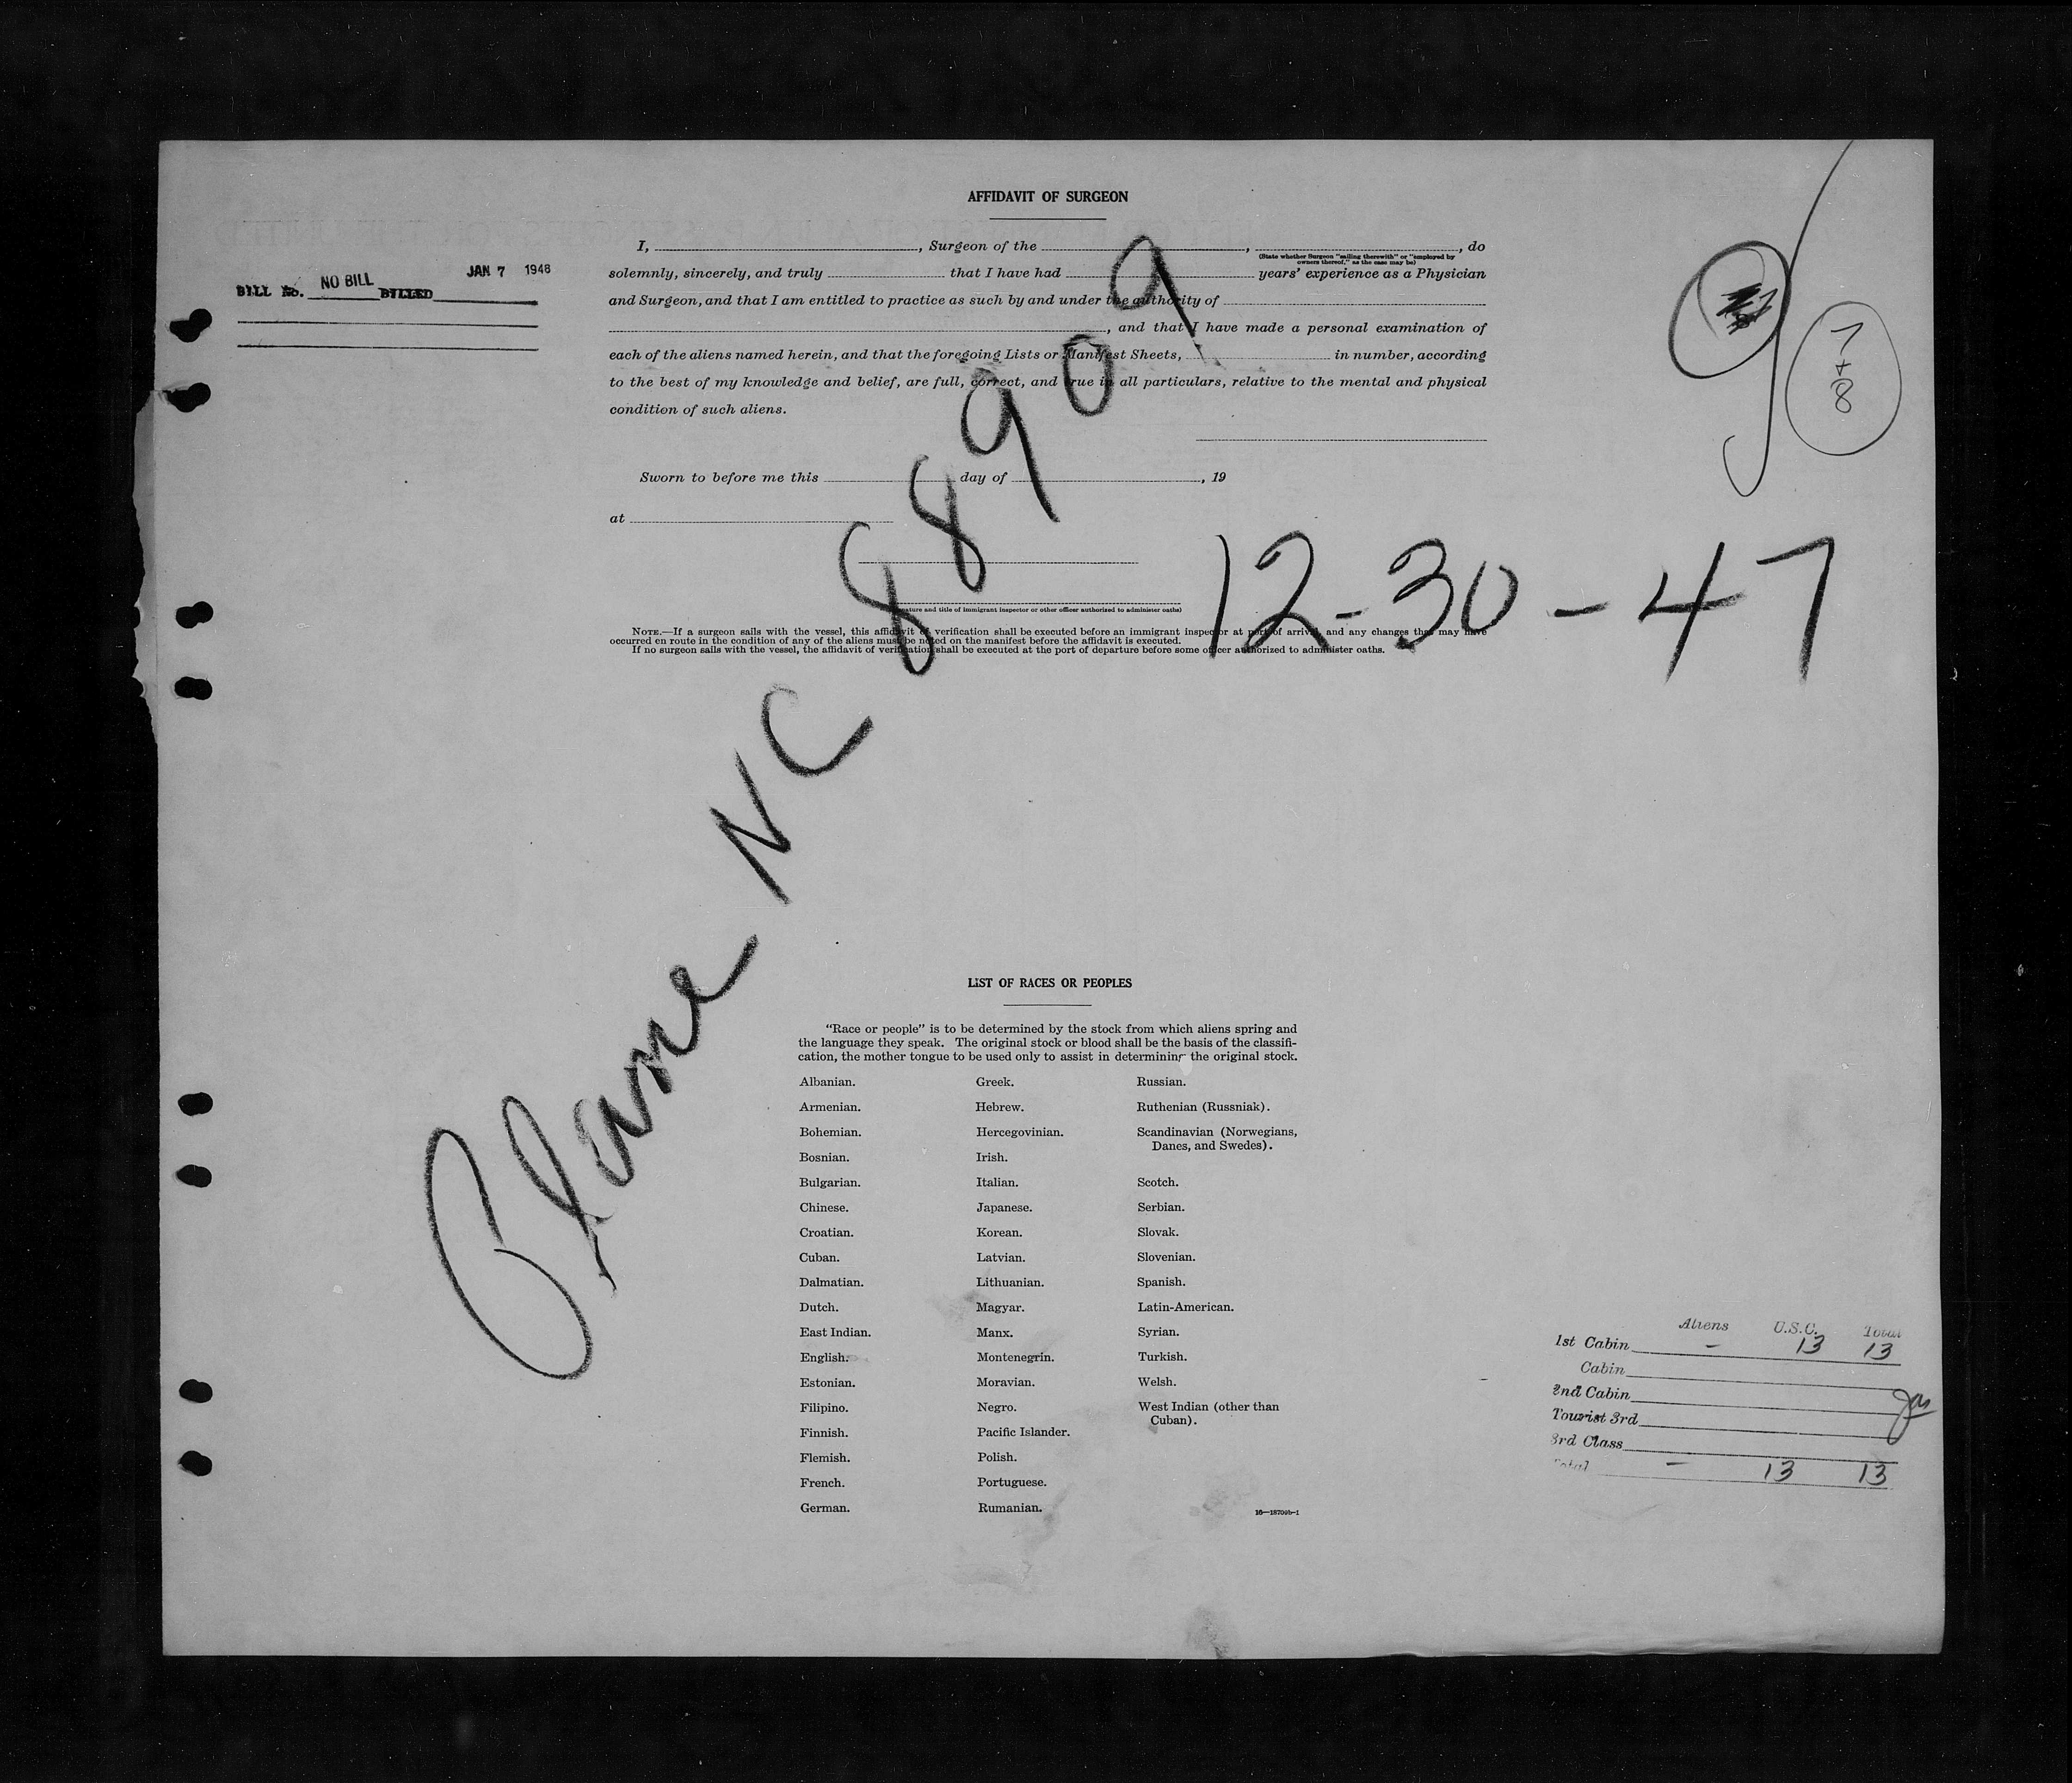 AFFIDAVIT OF SURGEON
I, , Surgeon of the , , do
(State whether Surgeon "sailing therewith" or "employed by
owners thereof," as the case may be)
solemnly, sincerely, and truly that I have had years' experience as a Physician
and Surgeon, and that I am entitled to practice as such by and under the authority of
, and that I have made a personal examination of
each of the aliens named herein, and that the foregoing Lists or Manifest Sheets, in number, according
to the best of my knowledge and belief, are full, correct, and true in all particulars, relative to the mental and physical
condition of such aliens.
BILL No. NO BILL BILLED JAN 7 1948
9
7
+
8
Sworn to before me this day of , 19
at
12-30-47
(Signature and title of immigrant inspector or other officer authorized to administer oaths)
NOTE.—If a surgeon sails with the vessel, this affidavit of verification shall be executed before an immigrant inspector at port of arrival, and any changes that may have
occurred en route in the condition of any of the aliens must be noted on the manifest before the affidavit is executed.
If no surgeon sails with the vessel, the affidavit of verification shall be executed at the port of departure before some officer authorized to administer oaths.
Plane NC 88909
LIST OF RACES OR PEOPLES
"Race or people" is to be determined by the stock from which aliens spring and
the language they speak. The original stock or blood shall be the basis of the classifi-
cation, the mother tongue to be used only to assist in determining the original stock.
Albanian. Greek. Russian.
Armenian. Hebrew. Ruthenian (Russniak).
Bohemian. Hercegovinian. Scandinavian (Norwegians,
Danes, and Swedes).
Bosnian. Irish.
Bulgarian. Italian. Scotch.
Chinese. Japanese. Serbian.
Croatian. Korean. Slovak.
Cuban. Latvian. Slovenian.
Dalmatian. Lithuanian. Spanish.
Dutch. Magyar. Latin-American.
East Indian. Manx. Syrian.
English. Montenegrin. Turkish.
Estonian. Moravian. Welsh.
Filipino. Negro. West Indian (other than
Cuban).
Finnish. Pacific Islander.
Flemish. Polish.
French. Portuguese.
German. Rumanian.
Aliens U.S.C. Total
1st Cabin - 13 13
Cabin
2nd Cabin
Tourist 3rd
3rd Class
Total - 13 13